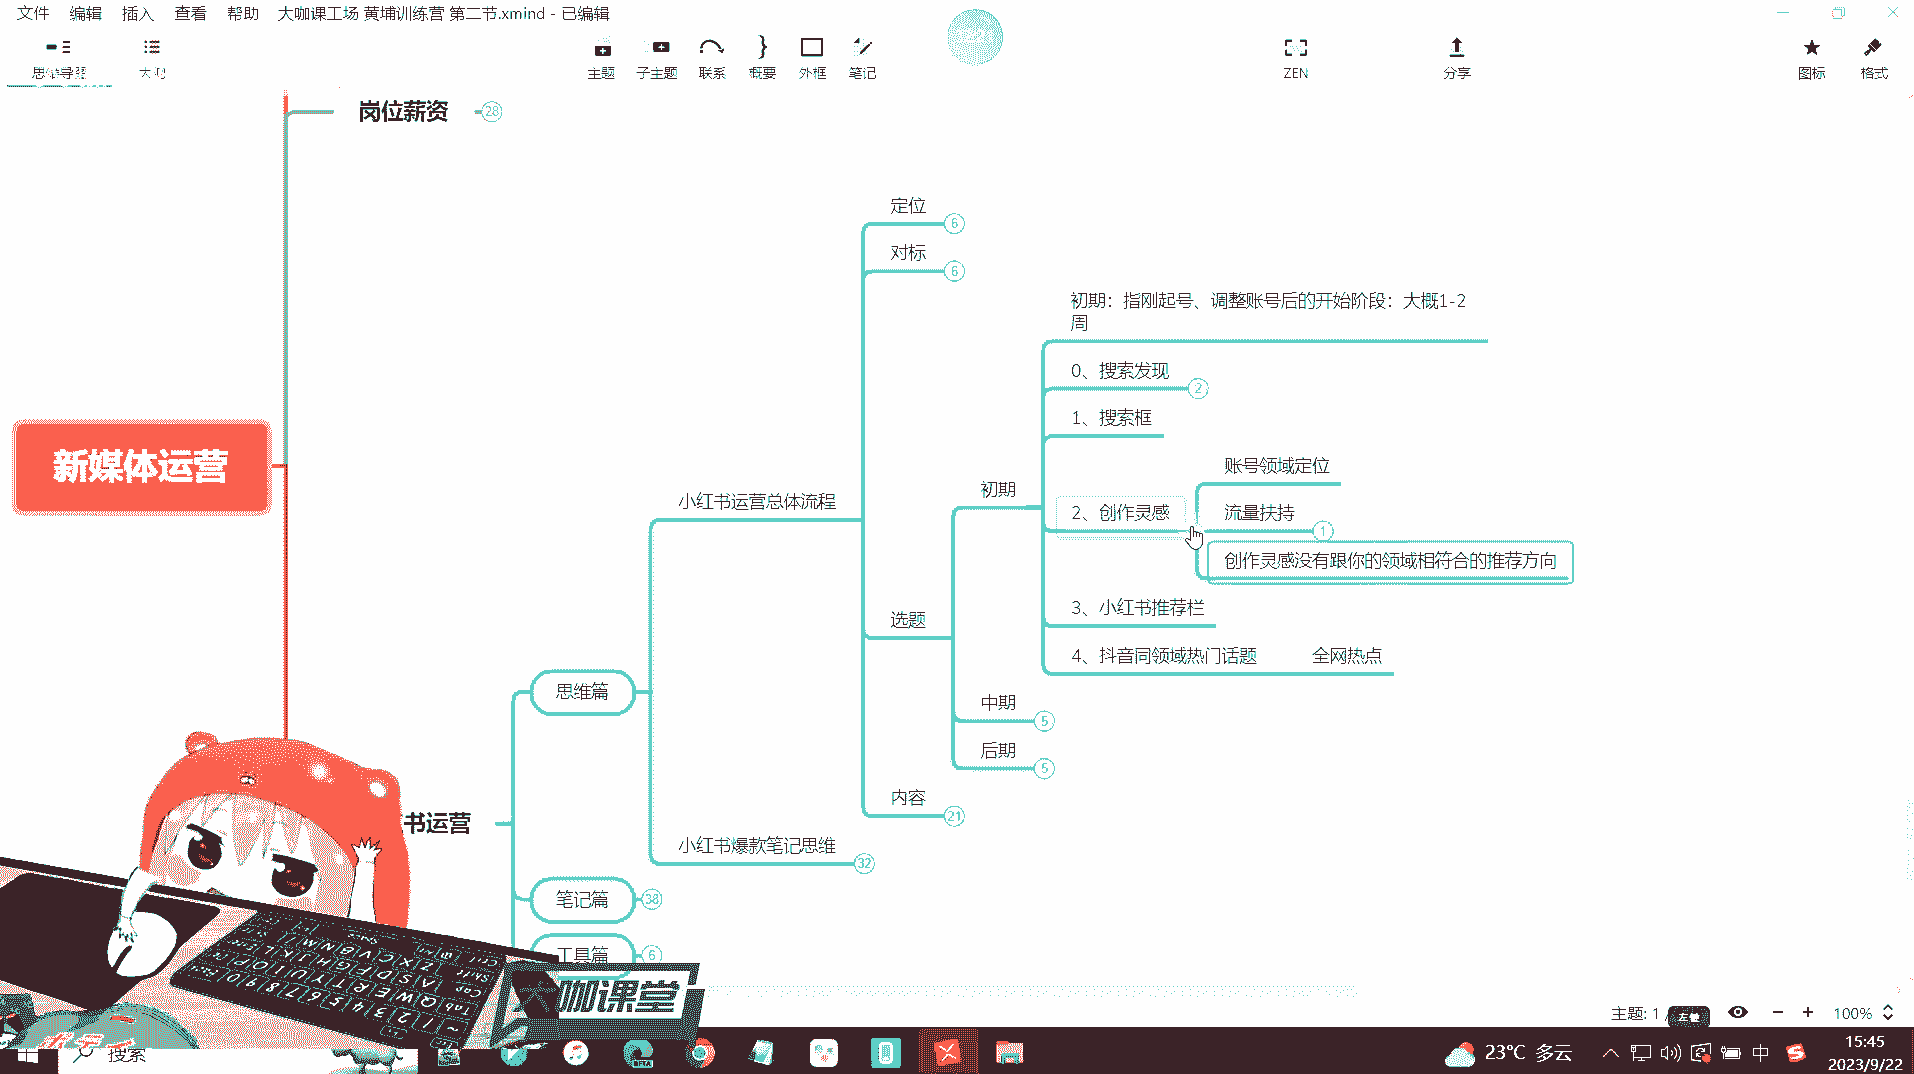 文件 编辑 插入 查看 帮助 大咖课工场 黄埔训练营 第二节.xmind - 已编辑
思维导图 大纲 主题 子主题 联系 概要 外框 笔记 ZEN 分享 图标 格式
岗位薪资 28
定位 6
对标 6
初期：指刚起号、调整账号后的开始阶段：大概1-2
周
0、搜索发现 2
1、搜索框
账号领域定位
新媒体运营
小红书运营总体流程
初期
2、创作灵感
流量扶持 1
创作灵感没有跟你的领域相符合的推荐方向
3、小红书推荐栏
选题
4、抖音同领域热门话题 全网热点
思维篇
中期 5
后期 5
内容 21
书运营
小红书爆款笔记思维 32
笔记篇 38
工具篇 6
大咖课堂
主题: 1 /
100%
搜索
23°C 多云
中
15:45
2023/9/22